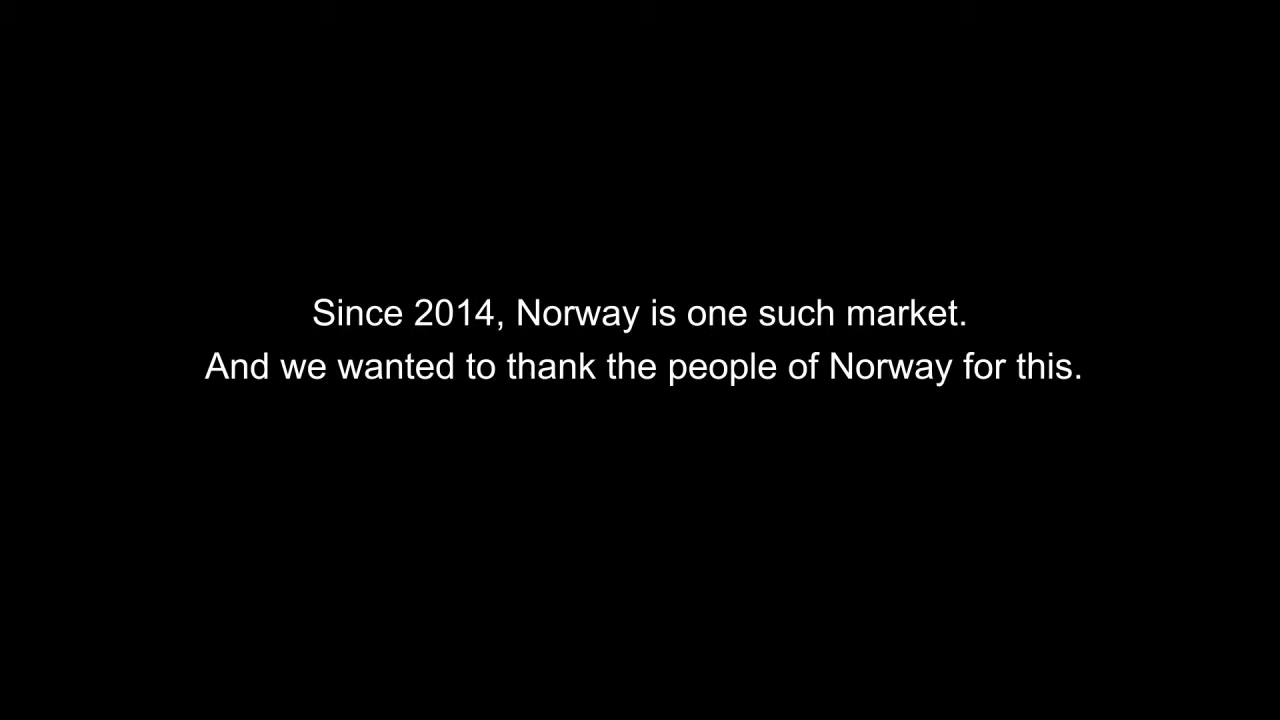 Since 2014, Norway is one such market.
And we wanted to thank the people of Norway for this.